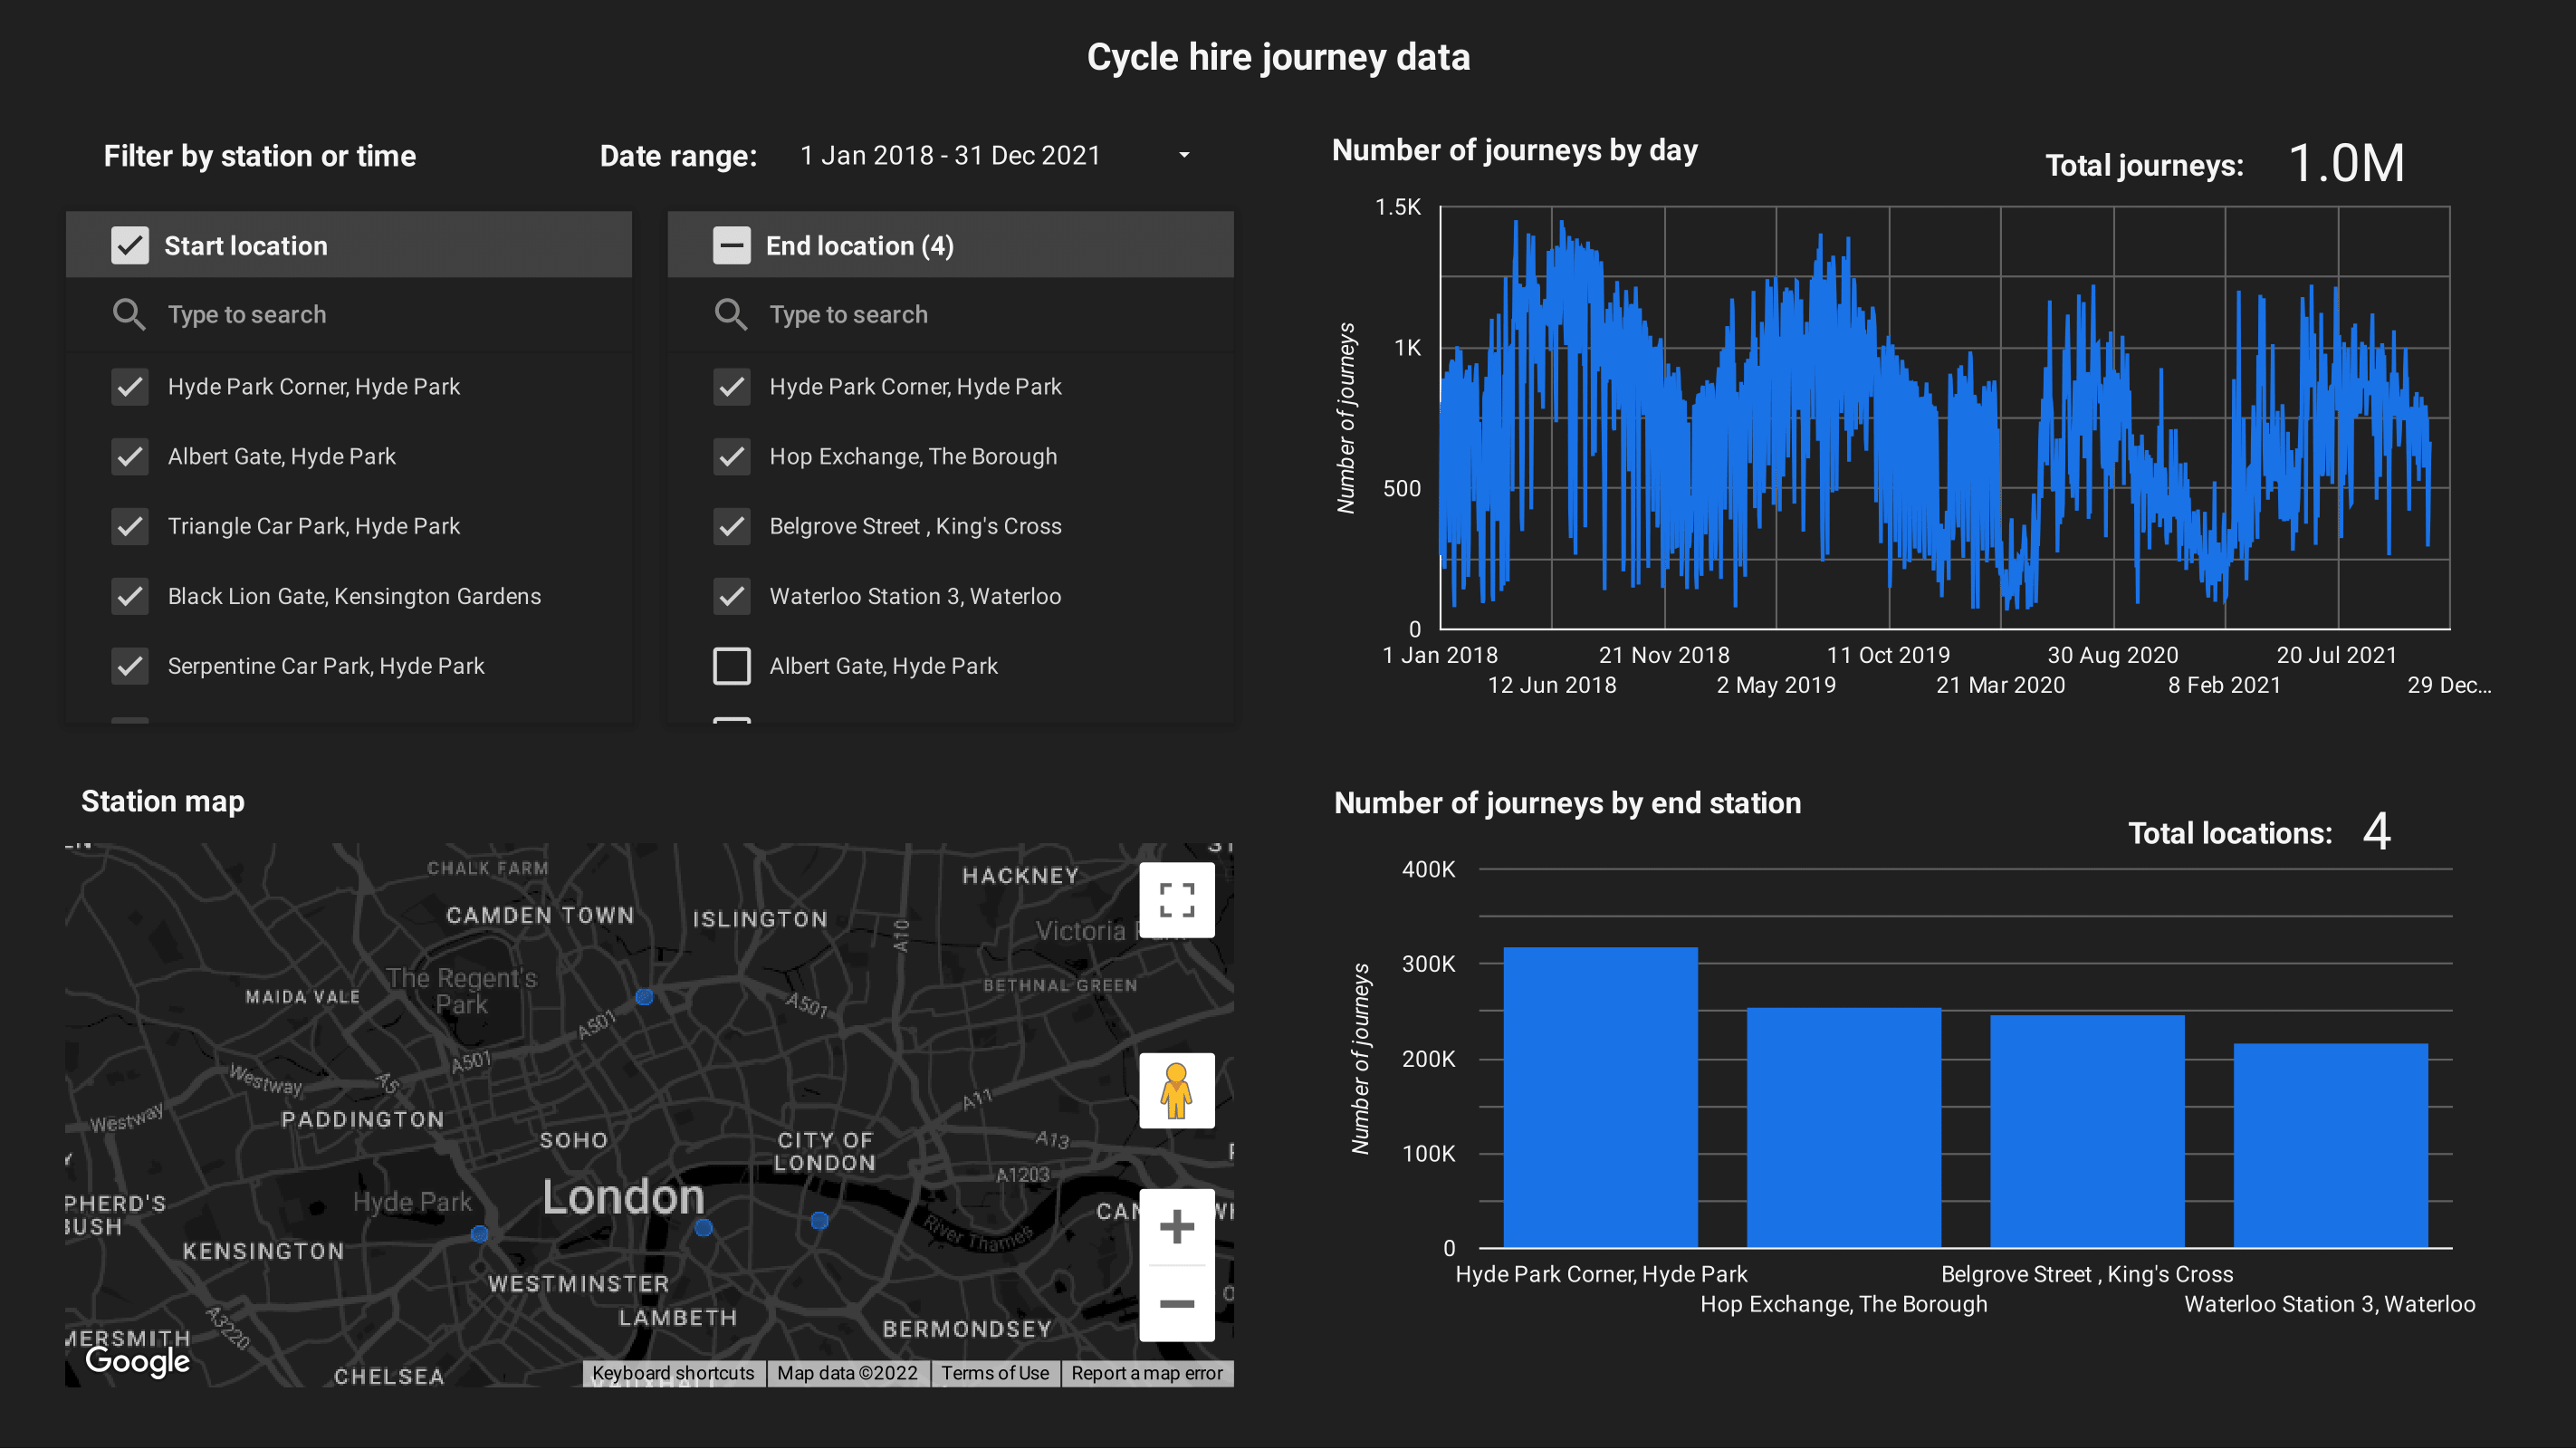 Cycle hire journey data
Filter by station or time
Date range: 1 Jan 2018 - 31 Dec 2021
Start location
Type to search
Hyde Park Corner, Hyde Park
Albert Gate, Hyde Park
Triangle Car Park, Hyde Park
Black Lion Gate, Kensington Gardens
Serpentine Car Park, Hyde Park
End location (4)
Type to search
Hyde Park Corner, Hyde Park
Hop Exchange, The Borough
Belgrove Street , King's Cross
Waterloo Station 3, Waterloo
Albert Gate, Hyde Park
Number of journeys by day
Total journeys: 1.0M
Number of journeys
1.5K
1K
500
0
1 Jan 2018
12 Jun 2018
21 Nov 2018
2 May 2019
11 Oct 2019
21 Mar 2020
30 Aug 2020
8 Feb 2021
20 Jul 2021
29 Dec...
Station map
CHALK FARM
HACKNEY
CAMDEN TOWN
ISLINGTON
A10
Victoria
The Regent's
Park
MAIDA VALE
BETHNAL GREEN
A501
A501
A501
Westway
A5
Westway
PADDINGTON
A11
SOHO
CITY OF
LONDON
A13
A1203
PHERD'S
BUSH
Hyde Park
London
River Thames
KENSINGTON
WESTMINSTER
LAMBETH
BERMONDSEY
A3220
MERSMITH
Google
CHELSEA
Keyboard shortcuts
Map data ©2022
Terms of Use
Report a map error
Number of journeys by end station
Total locations: 4
Number of journeys
400K
300K
200K
100K
0
Hyde Park Corner, Hyde Park
Hop Exchange, The Borough
Belgrove Street , King's Cross
Waterloo Station 3, Waterloo